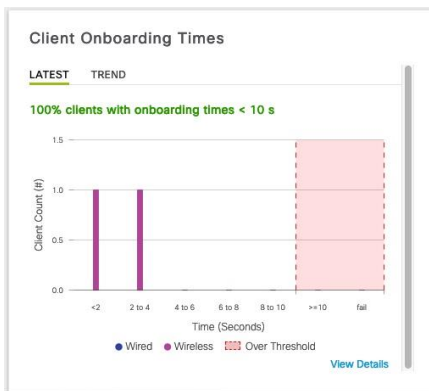 Client Onboarding Times
LATEST TREND
100% clients with onboarding times < 10 s
1.5
1.0
0.5
0.0
Client Count (#)
<2 2 to 4 4 to 6 6 to 8 8 to 10 >=10 fail
Time (Seconds)
Wired Wireless Over Threshold
View Details